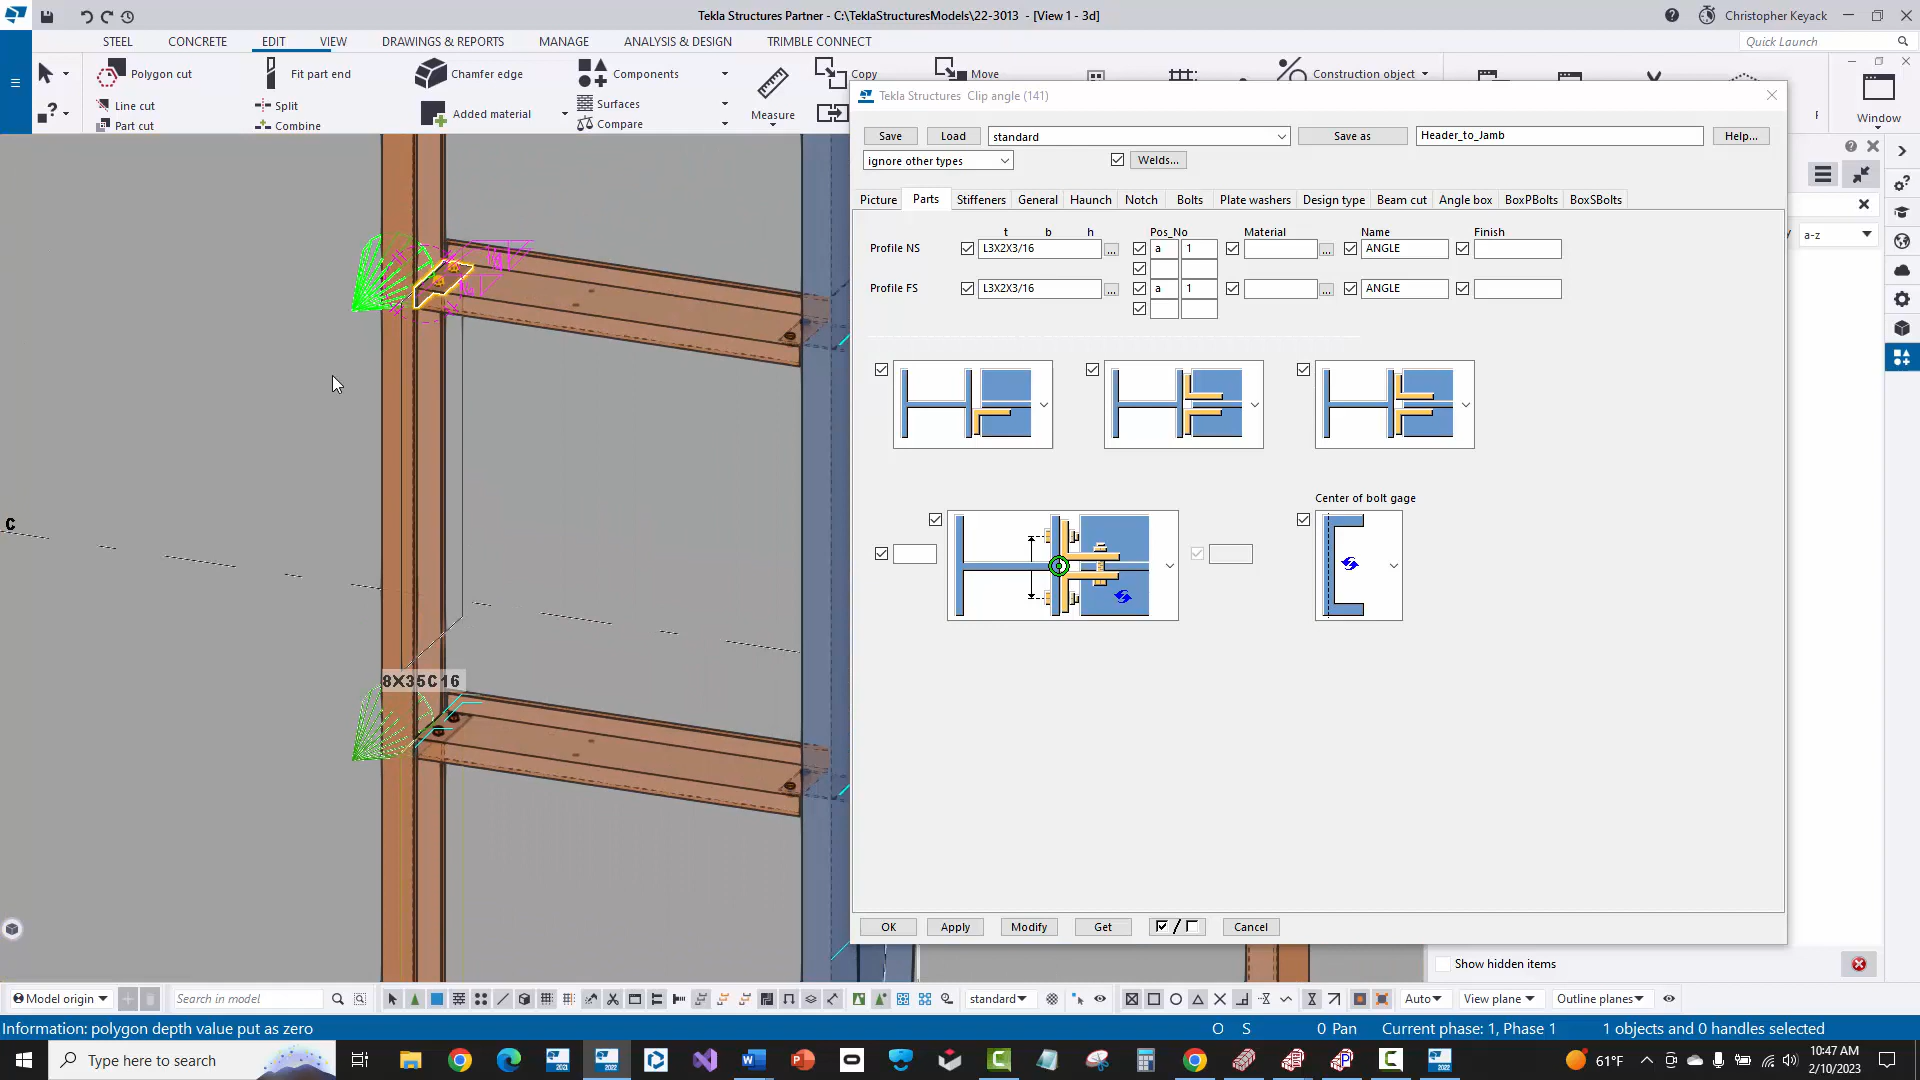 Tekla Structures Partner - C:\TeklaStructuresModels\22-3013 - [View 1 - 3d]
Christopher Keyack
STEEL CONCRETE EDIT VIEW DRAWINGS & REPORTS MANAGE ANALYSIS & DESIGN TRIMBLE CONNECT
Quick Launch
Polygon cut
Line cut
Part cut
Fit part end
Split
Combine
Chamfer edge
Added material
Components
Surfaces
Compare
Measure
Copy
Move
Construction object
Window
Tekla Structures Clip angle (141)
Save Load standard Save as Header_to_Jamb Help...
ignore other types Welds...
Picture Parts Stiffeners General Haunch Notch Bolts Plate washers Design type Beam cut Angle box BoxPBolts BoxSBolts
t b h Pos_No Material Name Finish
Profile NS L3X2X3/16 ... a 1 ... ANGLE
Profile FS L3X2X3/16 ... a 1 ... ANGLE
Center of bolt gage
OK Apply Modify Get / Cancel
a-z
C
8X35C16
Show hidden items
Model origin Search in model standard Auto View plane Outline planes
Information: polygon depth value put as zero O S 0 Pan Current phase: 1, Phase 1 1 objects and 0 handles selected
Type here to search
61°F
10:47 AM
2/10/2023